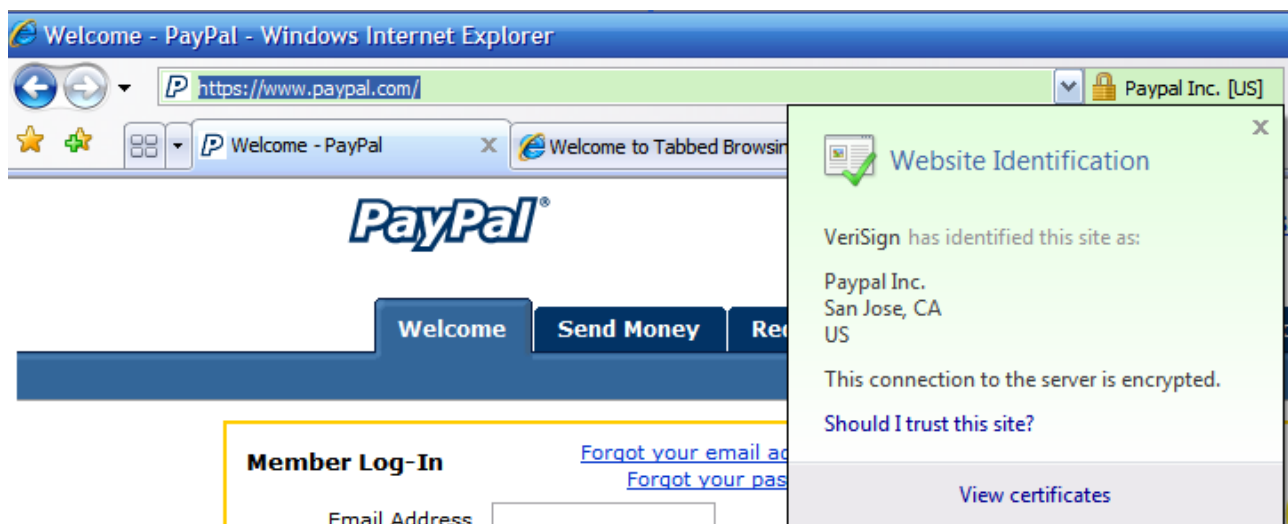 Welcome - PayPal - Windows Internet Explorer
https://www.paypal.com/
Paypal Inc. [US]
Welcome - PayPal
Welcome to Tabbed
Website Identification
PayPal®
VeriSign has identified this site as:
Paypal Inc.
San Jose, CA
US
Welcome
Send Money
This connection to the server is encrypted.
Should I trust this site?
Member Log-In
Forgot your email
Forgot your
View certificates
Email Address